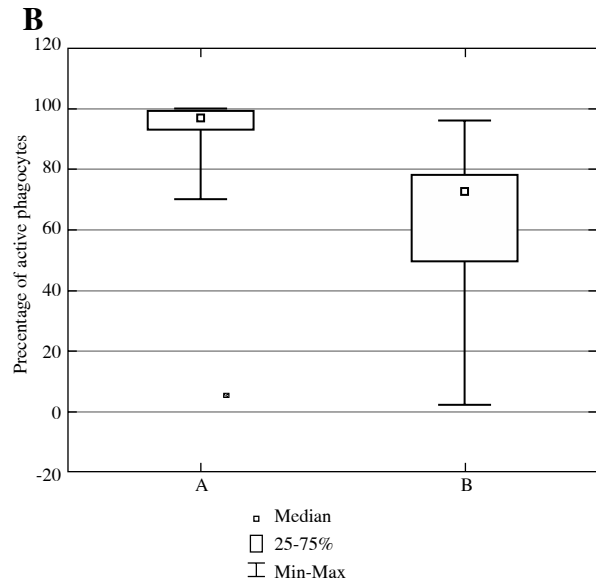 B
120
100
80
60
40
20
0
-20
Precentage of active phagocytes
A B
Median
25-75%
Min-Max